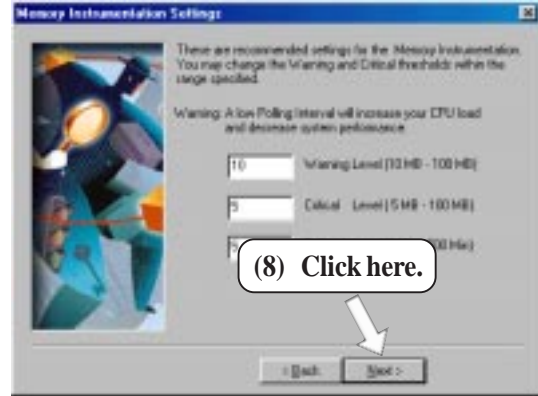 Memory Instrumentation Settings
These are recommended settings for the Memory Instrumentation.
You may change the Warning and Critical thresholds within the
range specified.
Warning: A low Polling Interval will increase your CPU load
and decrease system performance.
10 Warning Level (10 MB - 100 MB)
5 Critical Level ( 5 MB - 100 MB)
5
(8) Click here.
< Back Next >